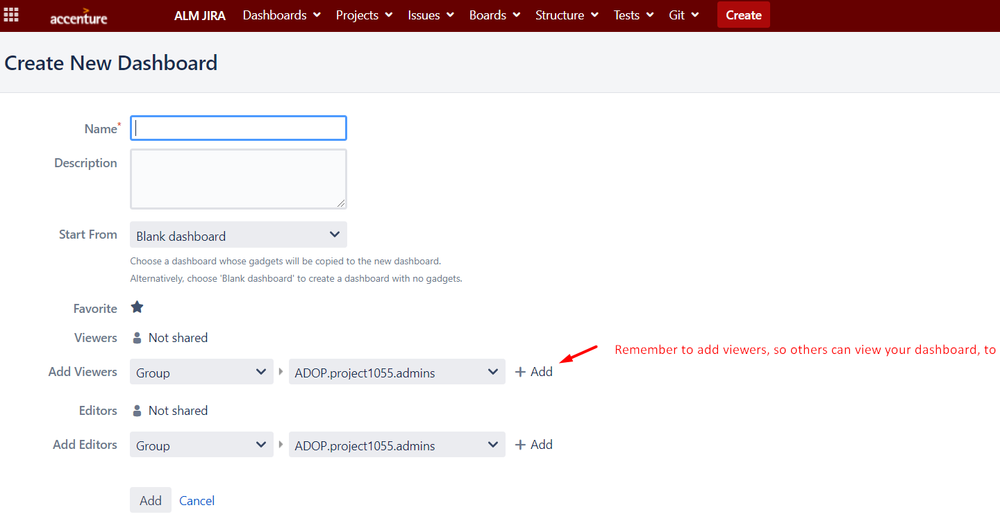 accenture ALM JIRA Dashboards Projects Issues Boards Structure Tests Git Create
Create New Dashboard
Name*
Description
Start From Blank dashboard
Choose a dashboard whose gadgets will be copied to the new dashboard.
Alternatively, choose 'Blank dashboard' to create a dashboard with no gadgets.
Favorite
Viewers Not shared
Remember to add viewers, so others can view your dashboard, to
Add Viewers Group ADOP.project1055.admins + Add
Editors Not shared
Add Editors Group ADOP.project1055.admins + Add
Add Cancel